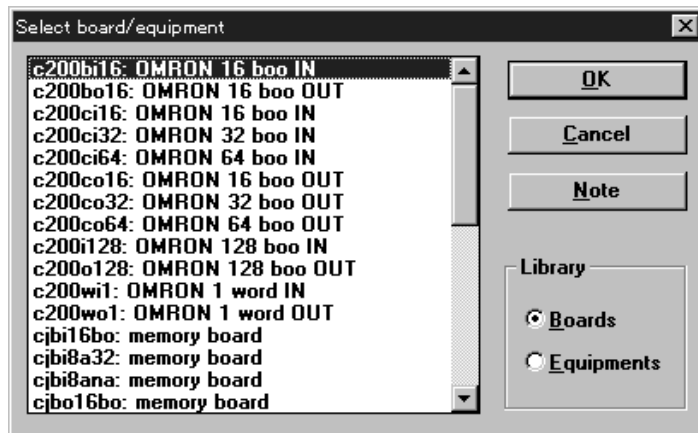 Select board/equipment
c200bi16: OMRON 16 boo IN
c200bo16: OMRON 16 boo OUT
c200ci16: OMRON 16 boo IN
c200ci32: OMRON 32 boo IN
c200ci64: OMRON 64 boo IN
c200co16: OMRON 16 boo OUT
c200co32: OMRON 32 boo OUT
c200co64: OMRON 64 boo OUT
c200i128: OMRON 128 boo IN
c200o128: OMRON 128 boo OUT
c200wi1: OMRON 1 word IN
c200wo1: OMRON 1 word OUT
cjbi16bo: memory board
cjbi8a32: memory board
cjbi8ana: memory board
cjbo16bo: memory board
OK
Cancel
Note
Library
Boards
Equipments